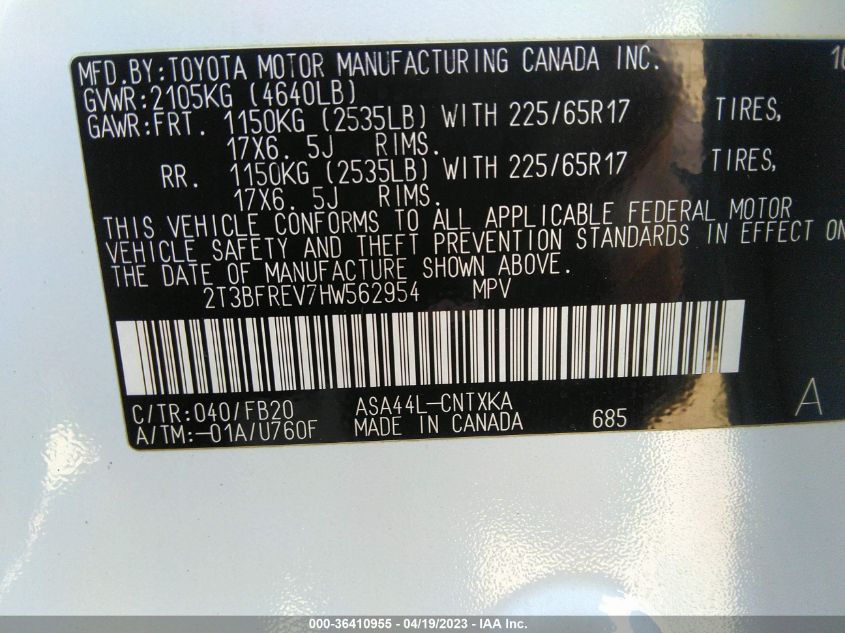 MFD.BY:TOYOTA MOTOR MANUFACTURING CANADA INC. 10
GVWR:2105KG (4640LB)
GAWR:FRT. 1150KG (2535LB) WITH 225/65R17 TIRES,
17X6.5J RIMS.
RR. 1150KG (2535LB) WITH 225/65R17 TIRES,
17X6.5J RIMS.
THIS VEHICLE CONFORMS TO ALL APPLICABLE FEDERAL MOTOR
VEHICLE SAFETY AND THEFT PREVENTION STANDARDS IN EFFECT ON
THE DATE OF MANUFACTURE SHOWN ABOVE.
2T3BFREV7HW562954 MPV
C/TR:040/FB20 ASA44L-CNTXKA A
A/TM:-01A/U760F MADE IN CANADA 685
000-36410955 - 04/19/2023 - IAA Inc.